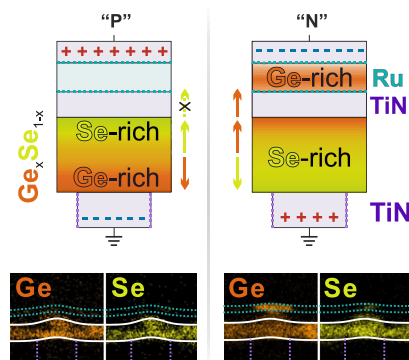 “P”
“N”
+ + + + + + +
Ge-rich
Ru
TiN
GexSe1-x
X
Se-rich
Ge-rich
Se-rich
+ + + +
TiN
Ge
Se
Ge
Se